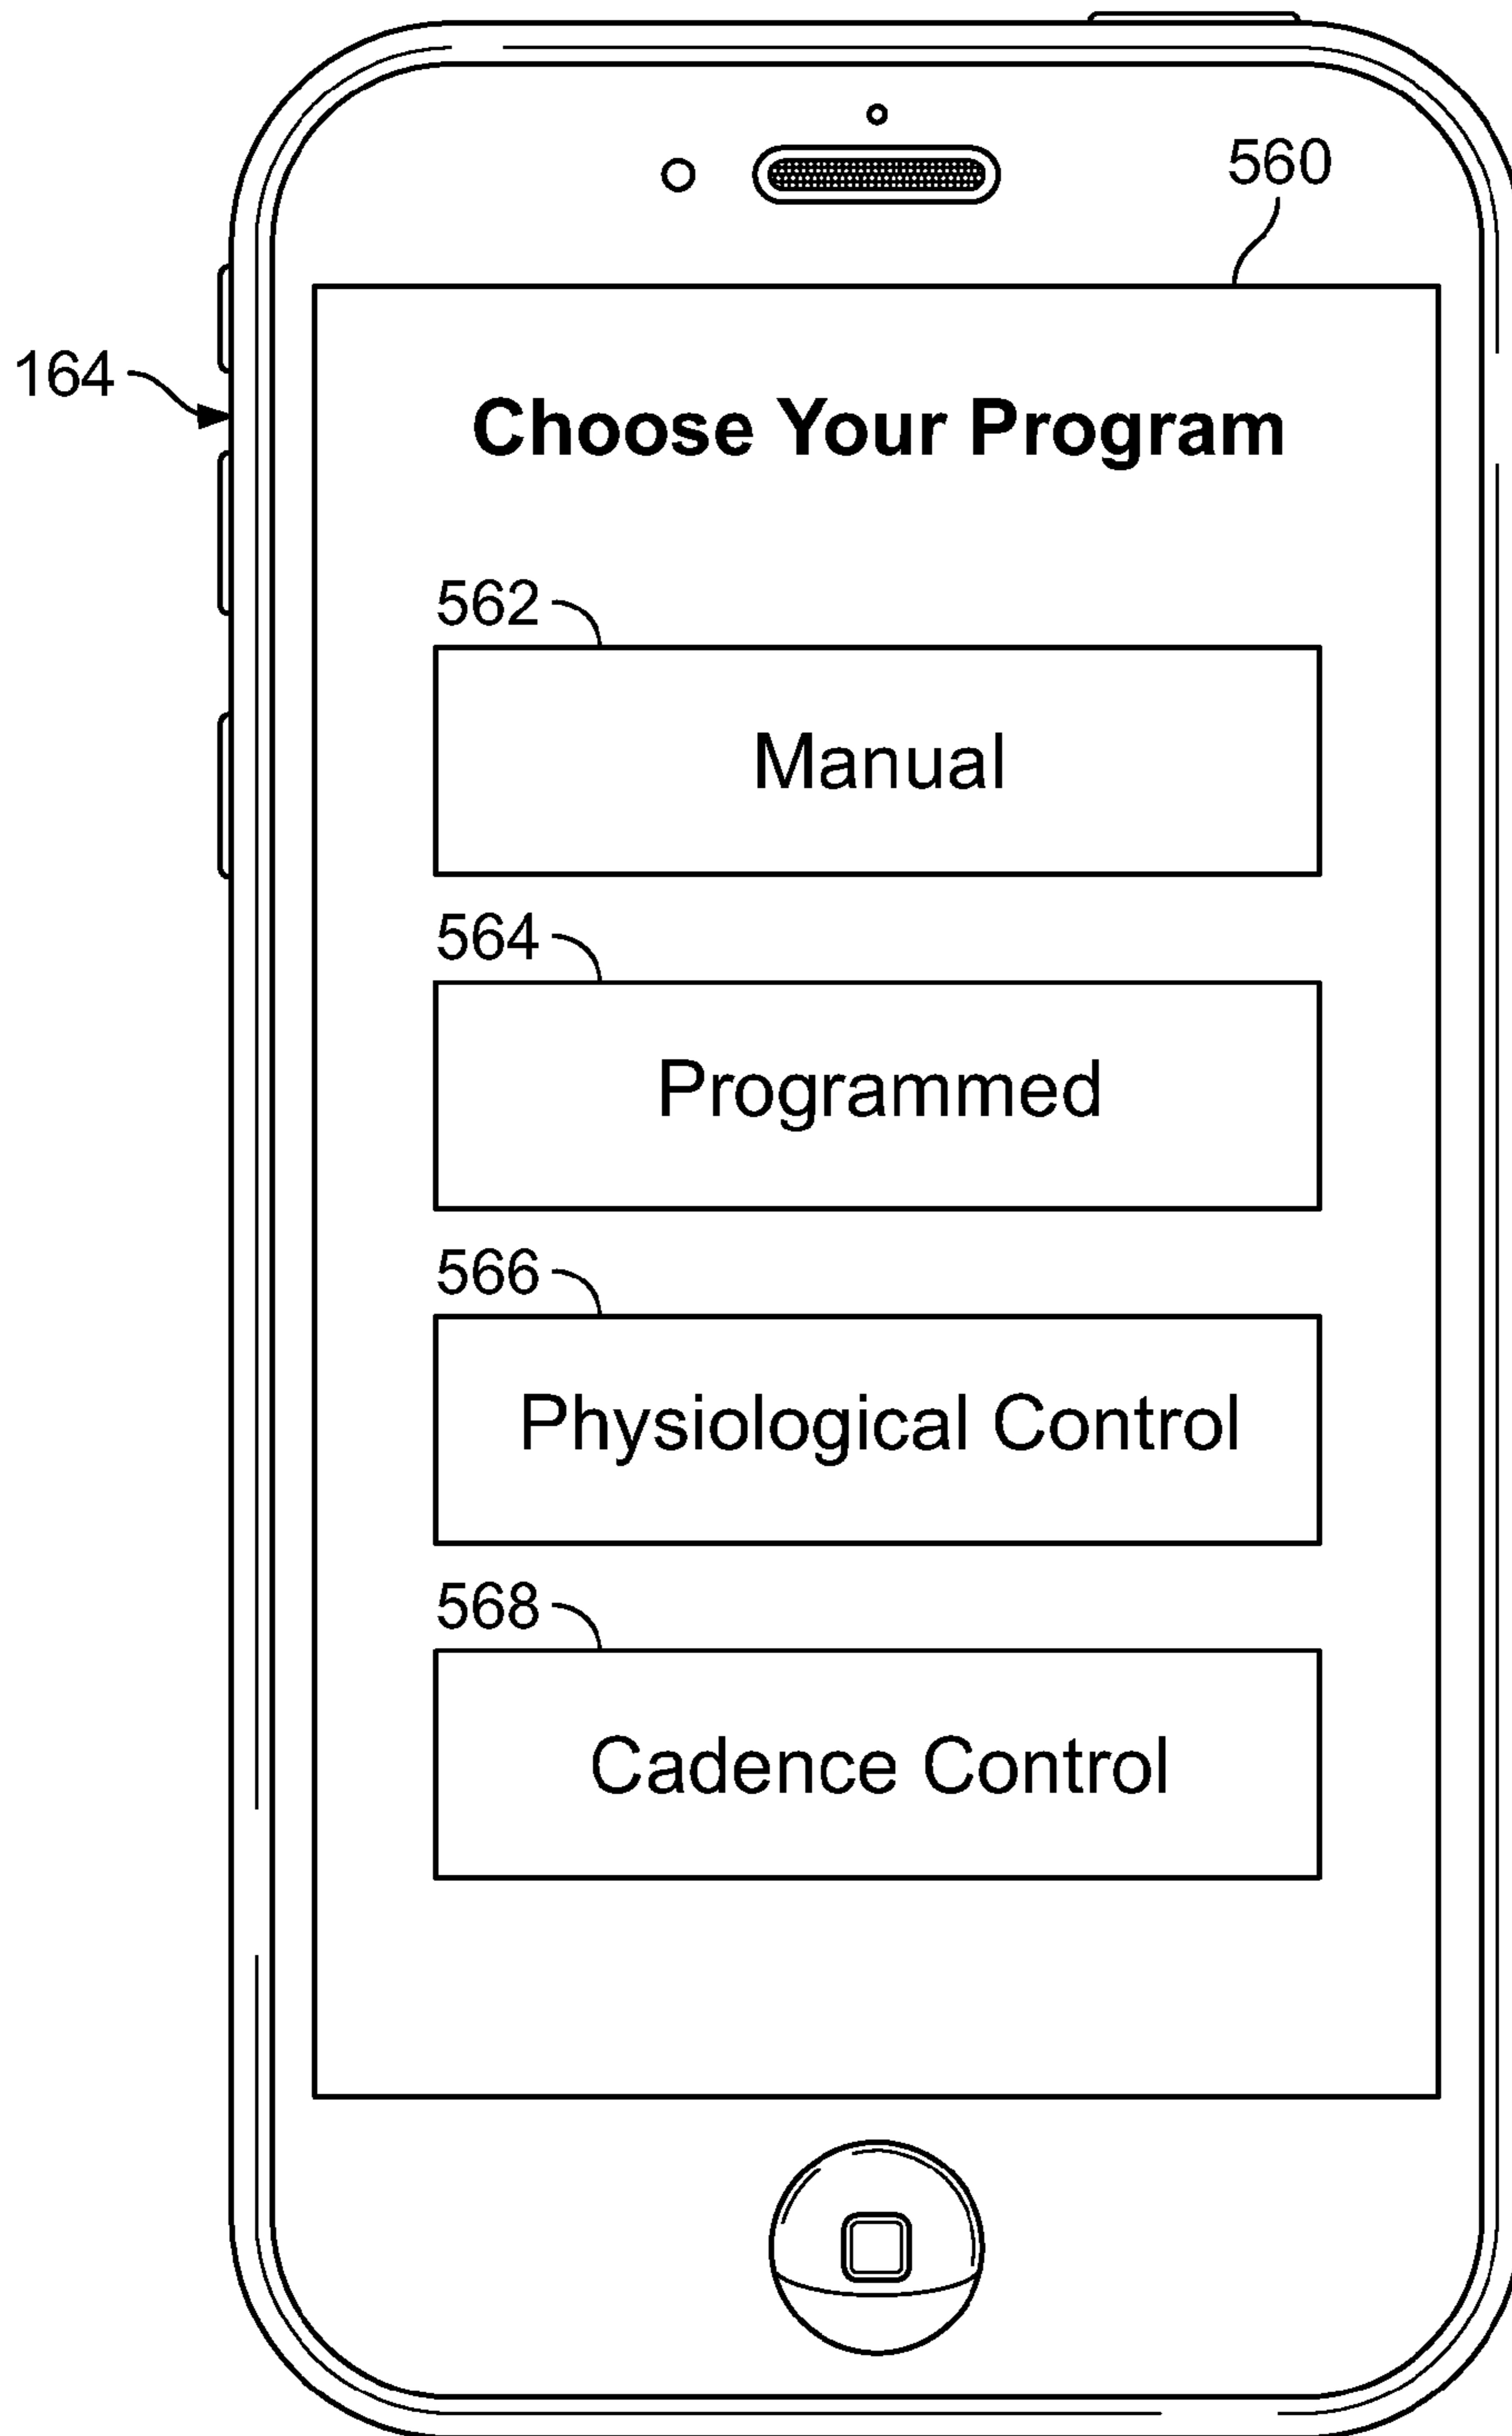 560
164
Choose Your Program
562
Manual
564
Programmed
566
Physiological Control
568
Cadence Control